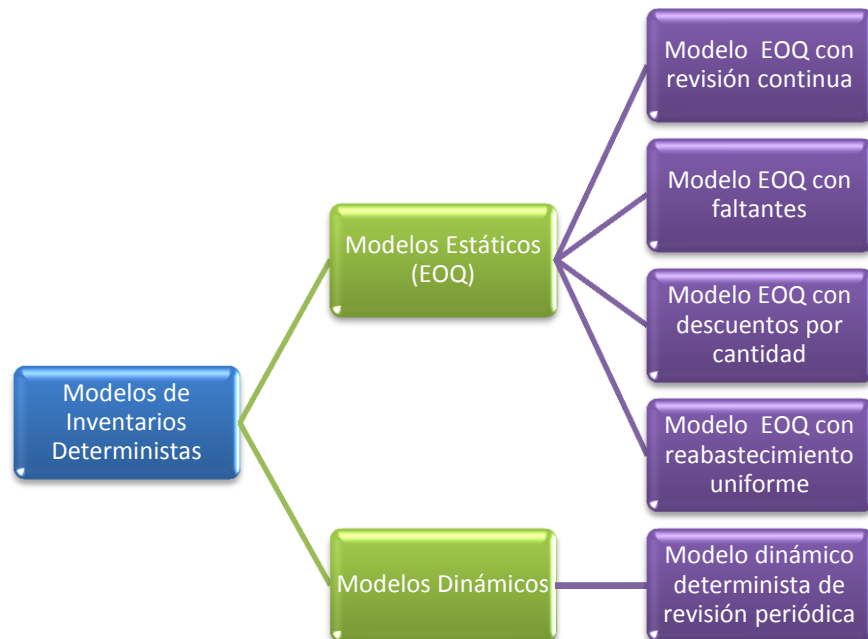 Modelos de
Inventarios
Deterministas
Modelos Estáticos
(EOQ)
Modelo  EOQ con
revisión continua
Modelo EOQ con
faltantes
Modelo EOQ con
descuentos por
cantidad
Modelo  EOQ con
reabastecimiento
uniforme
Modelos Dinámicos
Modelo dinámico
determinista de
revisión periódica